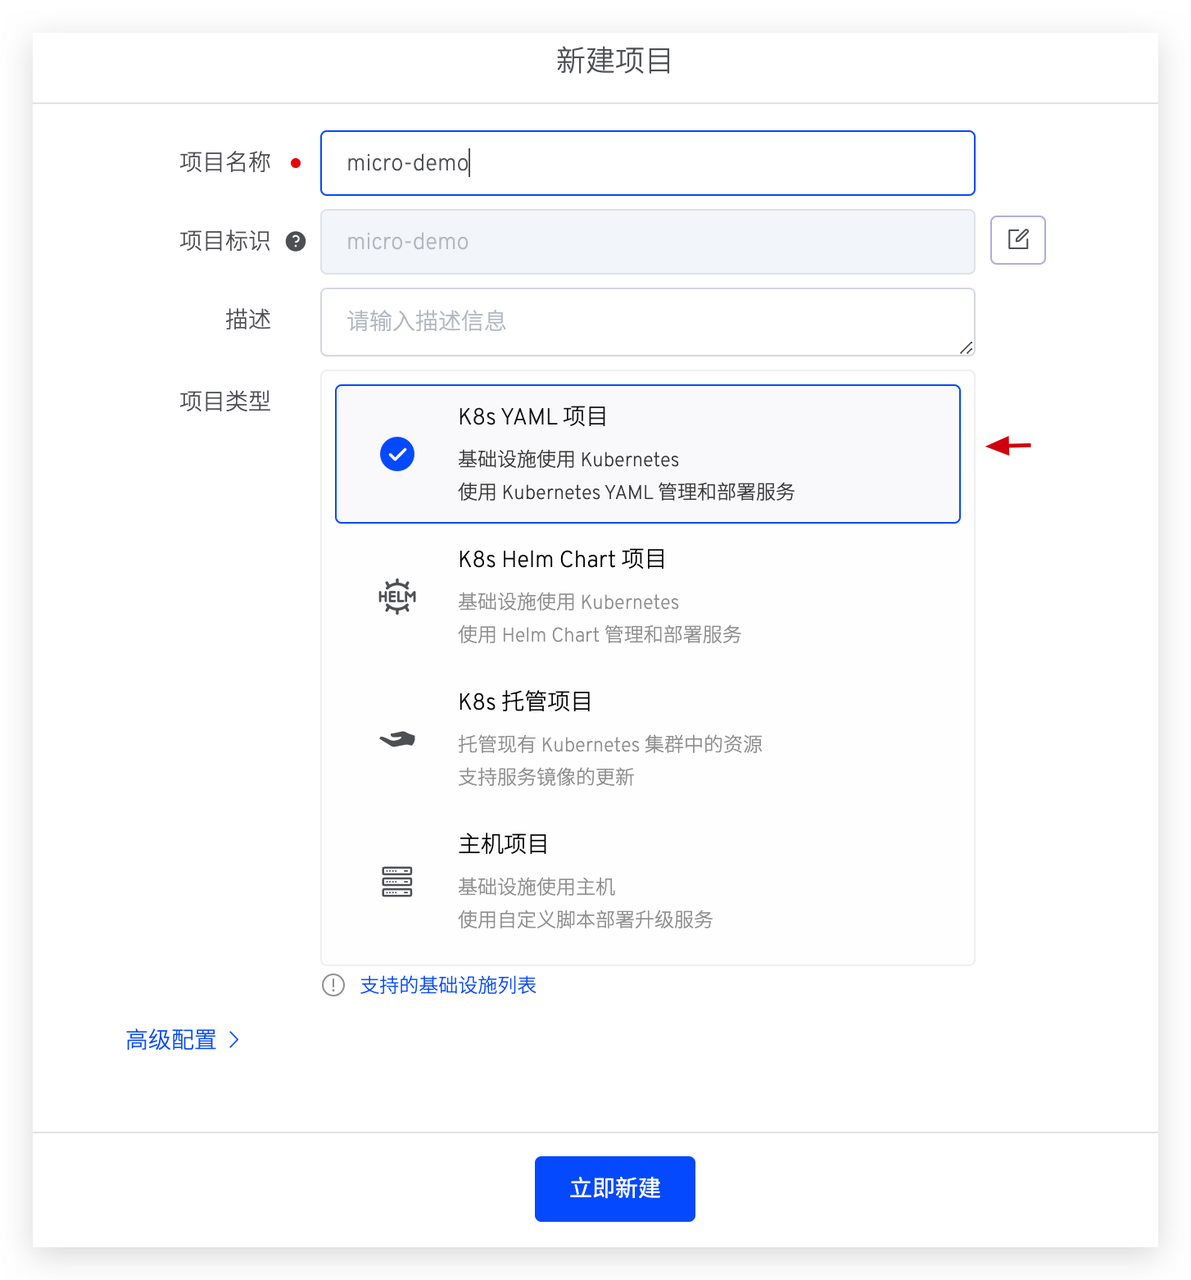 新建项目
项目名称
micro-demo
项目标识
micro-demo
描述
请输入描述信息
项目类型
K8s YAML 项目
基础设施使用 Kubernetes
使用 Kubernetes YAML 管理和部署服务
HELM
K8s Helm Chart 项目
基础设施使用 Kubernetes
使用 Helm Chart 管理和部署服务
K8s 托管项目
托管现有 Kubernetes 集群中的资源
支持服务镜像的更新
主机项目
基础设施使用主机
使用自定义脚本部署升级服务
支持的基础设施列表
高级配置
立即新建